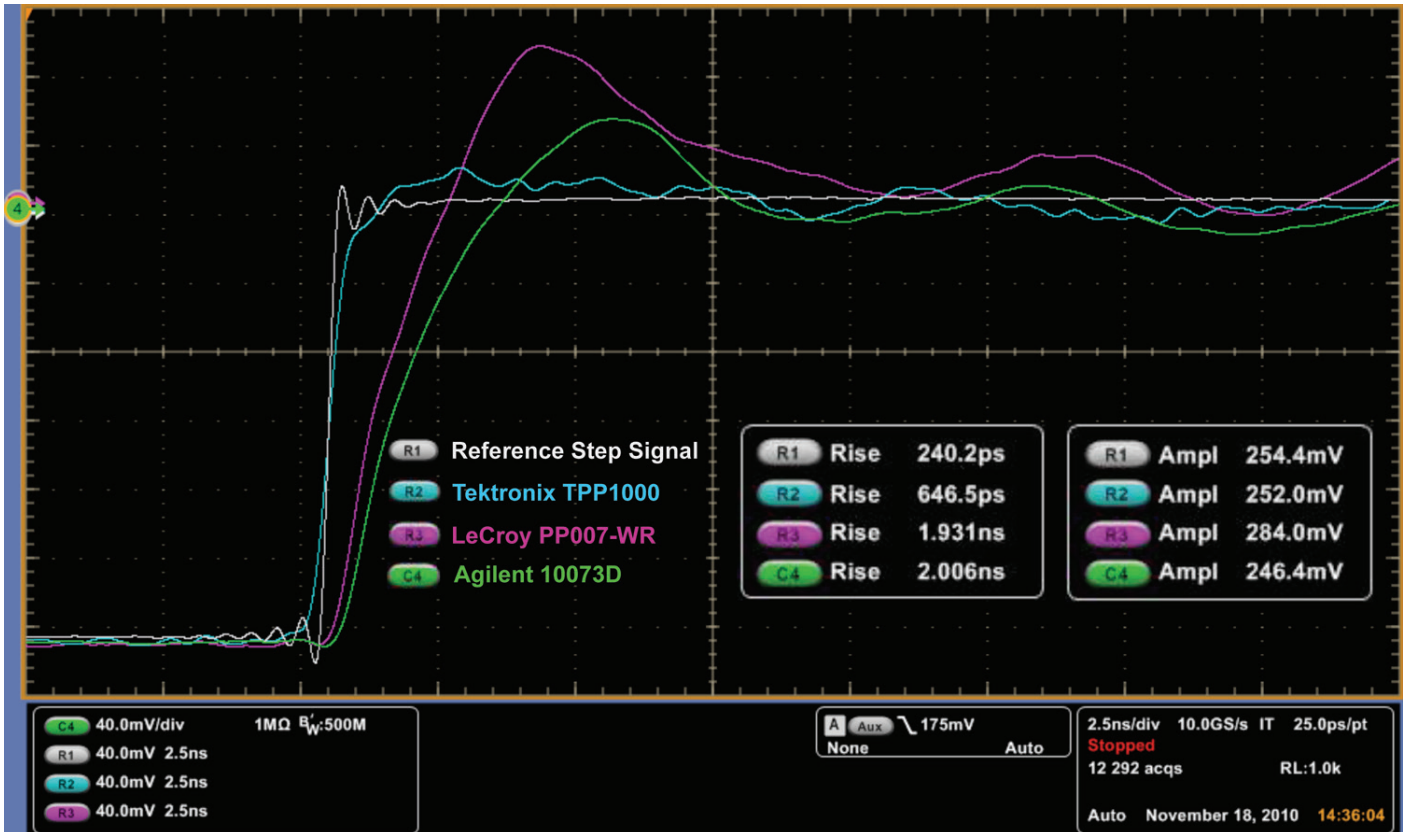 4
R1 Reference Step Signal
R2 Tektronix TPP1000
R3 LeCroy PP007-WR
C4 Agilent 10073D
R1 Rise 240.2ps
R2 Rise 646.5ps
R3 Rise 1.931ns
C4 Rise 2.006ns
R1 Ampl 254.4mV
R2 Ampl 252.0mV
R3 Ampl 284.0mV
C4 Ampl 246.4mV
C4 40.0mV/div 1MΩ BW:500M
R1 40.0mV 2.5ns
R2 40.0mV 2.5ns
R3 40.0mV 2.5ns
A Aux 175mV
None Auto
2.5ns/div 10.0GS/s IT 25.0ps/pt
Stopped
12 292 acqs RL:1.0k
Auto November 18, 2010 14:36:04